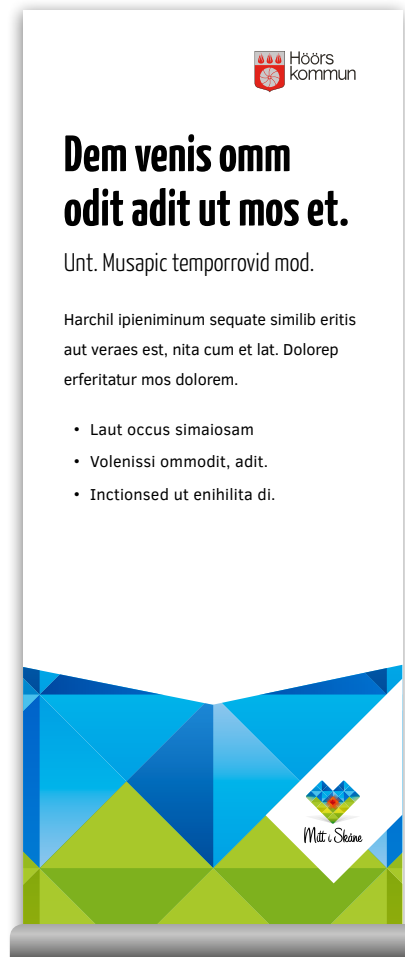 Höörs
kommun
Dem venis omm
odit adit ut mos et.
Unt. Musapic temporrovid mod.
Harchil ipieniminum sequate similib eritis
aut veraes est, nita cum et lat. Dolorep
erferitatur mos dolorem.
• Laut occus simaiosam
• Volenissi ommodit, adit.
• Inctionsed ut enihilita di.
Mitt i Skåne